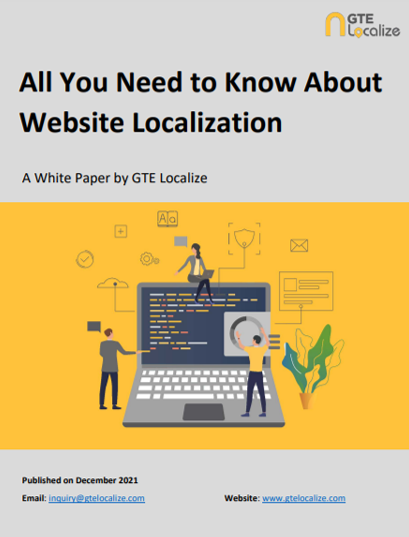 GTE
Localize
All You Need to Know About
Website Localization
A White Paper by GTE Localize
Aa
Published on December 2021
Email: inquiry@gtelocalize.com
Website: www.gtelocalize.com